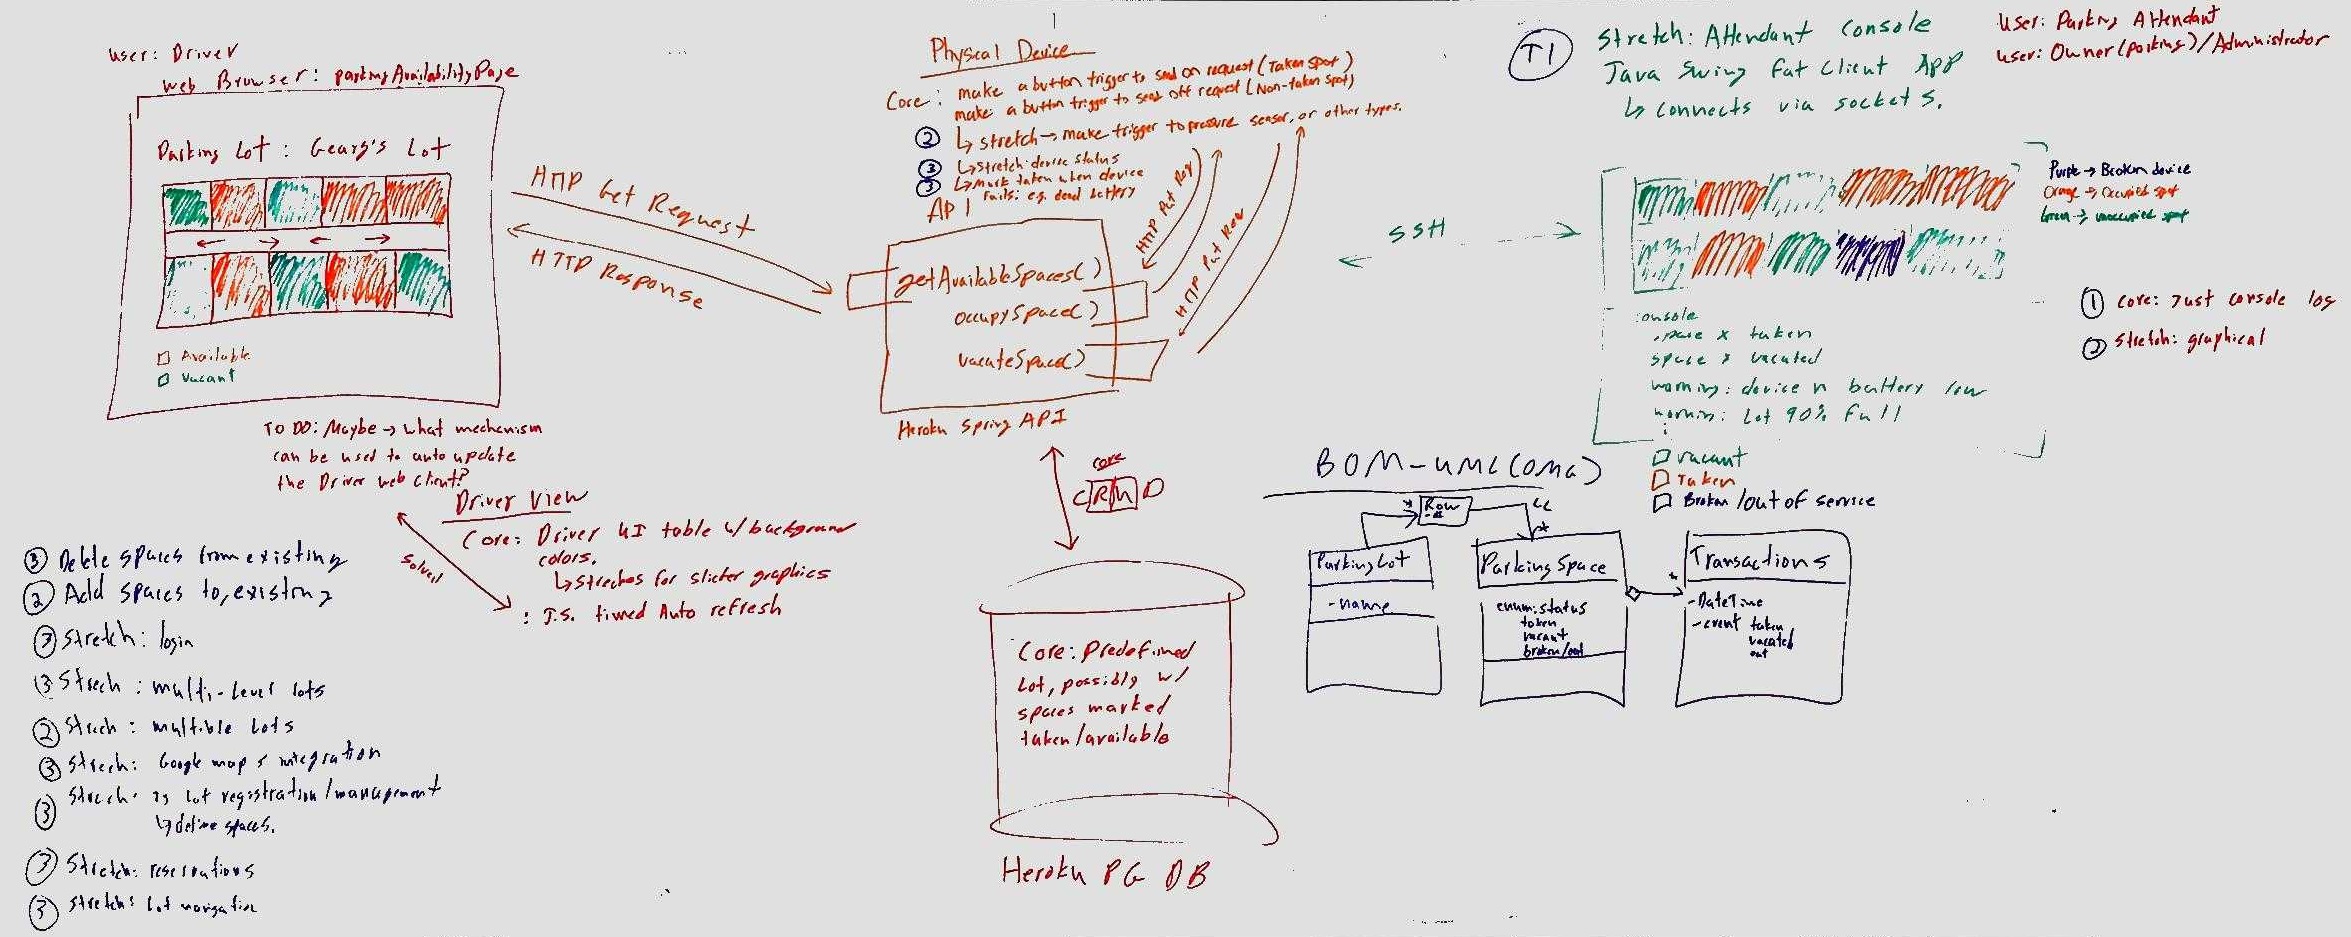 User: Driver
Web Browser: parkingAvailabilityPage
Parking Lot: Geary's Lot
Available
Vacant
HTTP Get Request
HTTP Response
TO DO: Maybe → what mechanism
can be used to auto update
the Driver web client?
Driver View
Core: Driver UI table w/ background
colors.
↳ Stretches for slicker graphics
: J.S. timed Auto refresh
Solved
③ Delete spaces from existing
② Add spaces to existing
③ Stretch: login
③ Strech: multi-level lots
② Strech: multible lots
③ Strech: Google maps integration
③ Strech: lot registration/management
↳ define spaces.
③ Stretch: reservations
③ Stretch: Lot navigation
Physical Device
Core: make a button trigger to send on request (Taken spot)
make a button trigger to send off request (Non-taken spot)
② ↳ stretch → make trigger to pressure sensor, or other types.
③ ↳ stretch: device status
③ ↳ Mark taken when device
fails: e.g. dead battery
API
getAvailableSpaces()
occupySpace()
vacateSpace()
HTTP Put Req
HTTP Put Req
Heroku Spring API
core
CRUD
Core: Predefined
Lot, possibly w/
spaces marked
taken/available
Heroku PG DB
SSH
T1
Stretch: Attendant Console
Java Swing Fat Client APP
↳ connects via sockets.
User: Parking Attendant
User: Owner (parking)/Administrator
Purple → Broken device
Orange → Occupied spot
Green → unoccupied spot
① Core: Just console log
② Stretch: graphical
console
space x taken
space x vacated
warning: device n battery low
warning: Lot 90% full
Vacant
Taken
Broken/out of service
BOM-UML(OMG)
Row
ParkingLot
-name
ParkingSpace
enum: status
taken
vacant
broken/out
Transactions
-DateTime
-event taken
vacated
out